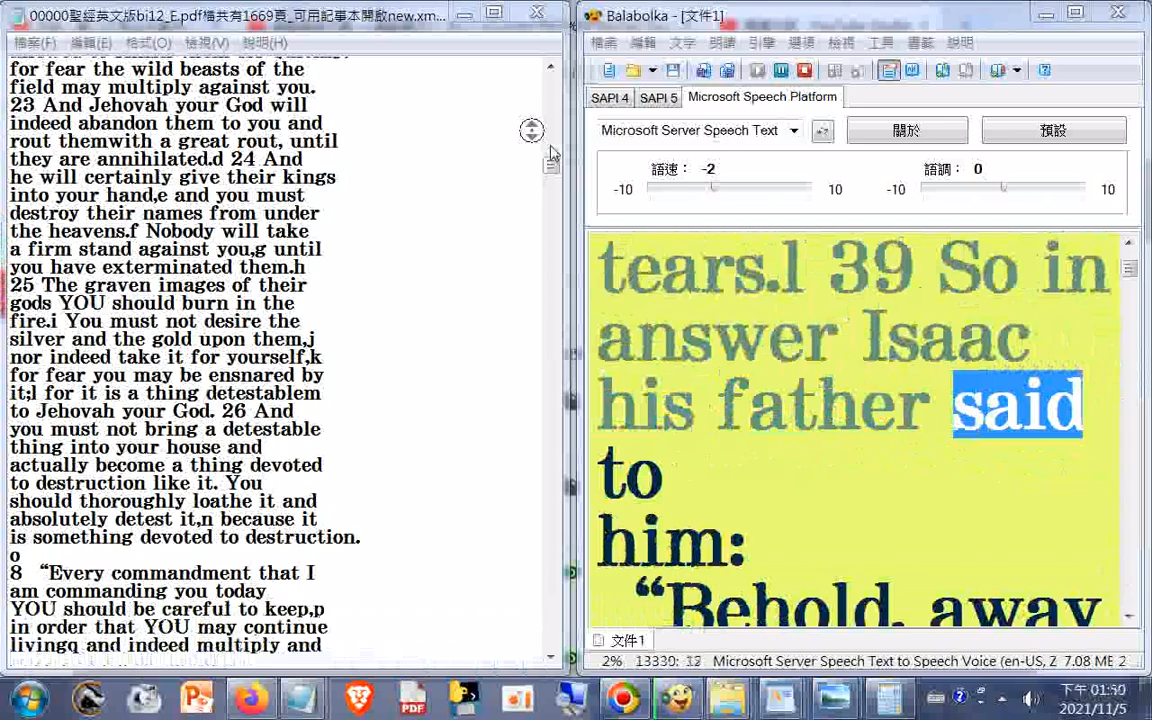 00000聖經英文版bi12_E.pdf檔共有1669頁_可用記事本開啟new.xm...
檔案(F) 編輯(E) 格式(O) 檢視(V) 說明(H)
for fear the wild beasts of the
field may multiply against you.
23 And Jehovah your God will
indeed abandon them to you and
rout themwith a great rout, until
they are annihilated.d 24 And
he will certainly give their kings
into your hand,e and you must
destroy their names from under
the heavens.f Nobody will take
a firm stand against you,g until
you have exterminated them.h
25 The graven images of their
gods YOU should burn in the
fire.i You must not desire the
silver and the gold upon them,j
nor indeed take it for yourself,k
for fear you may be ensnared by
it;l for it is a thing detestablem
to Jehovah your God. 26 And
you must not bring a detestable
thing into your house and
actually become a thing devoted
to destruction like it. You
should thoroughly loathe it and
absolutely detest it,n because it
is something devoted to destruction.
o
8 “Every commandment that I
am commanding you today
YOU should be careful to keep,p
in order that YOU may continue
livingq and indeed multiply and
Balabolka - [文件1]
檔案 編輯 文字 朗讀 引擎 選項 檢視 工具 書籤 說明
SAPI 4 SAPI 5 Microsoft Speech Platform
Microsoft Server Speech Text 關於 預設
語速： -2 語調： 0
-10 10 -10 10
tears.l 39 So in
answer Isaac
his father said
to
him:
“Behold, away
文件1
2% 13330: 12 Microsoft Server Speech Text to Speech Voice (en-US, Z 7.08 MB 2
下午 01:50
2021/11/5